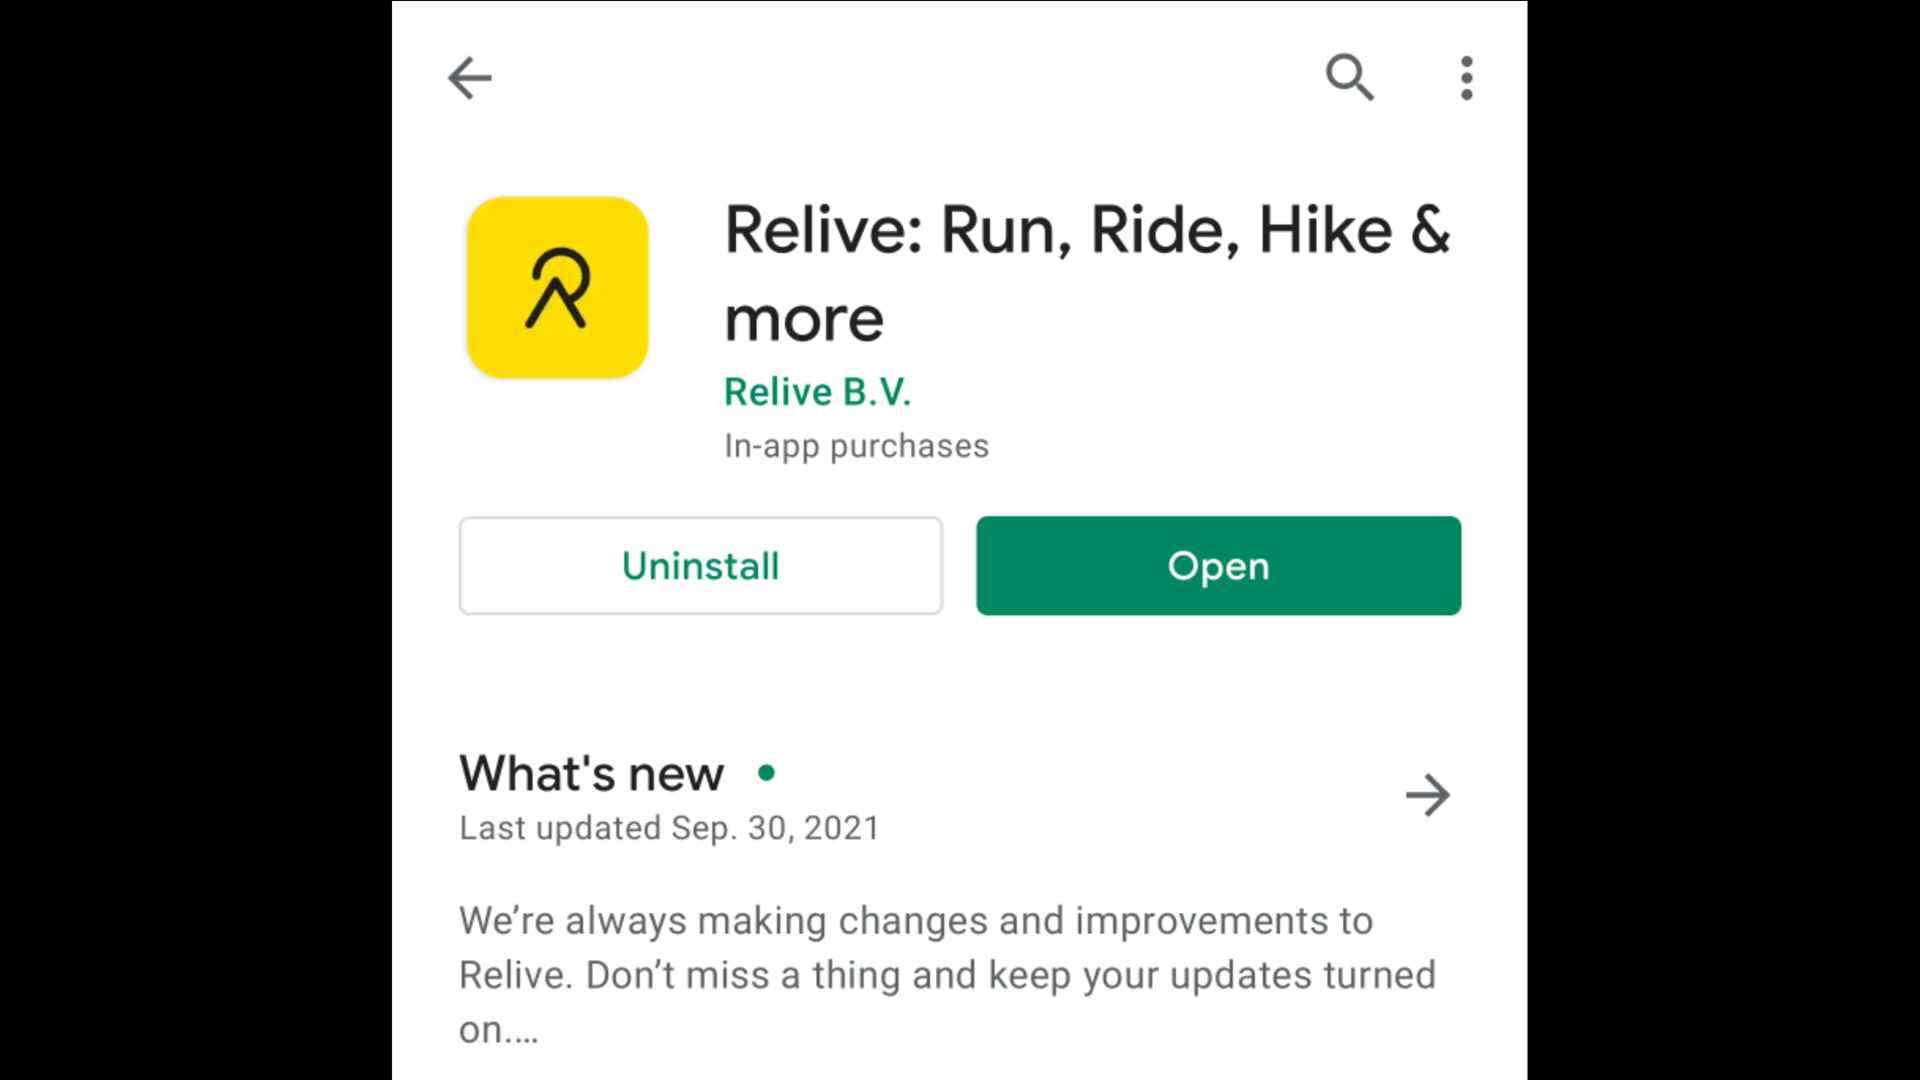 Relive: Run, Ride, Hike &
more
Relive B.V.
In-app purchases
Uninstall
Open
What's new
Last updated Sep. 30, 2021
We’re always making changes and improvements to
Relive. Don’t miss a thing and keep your updates turned
on.…